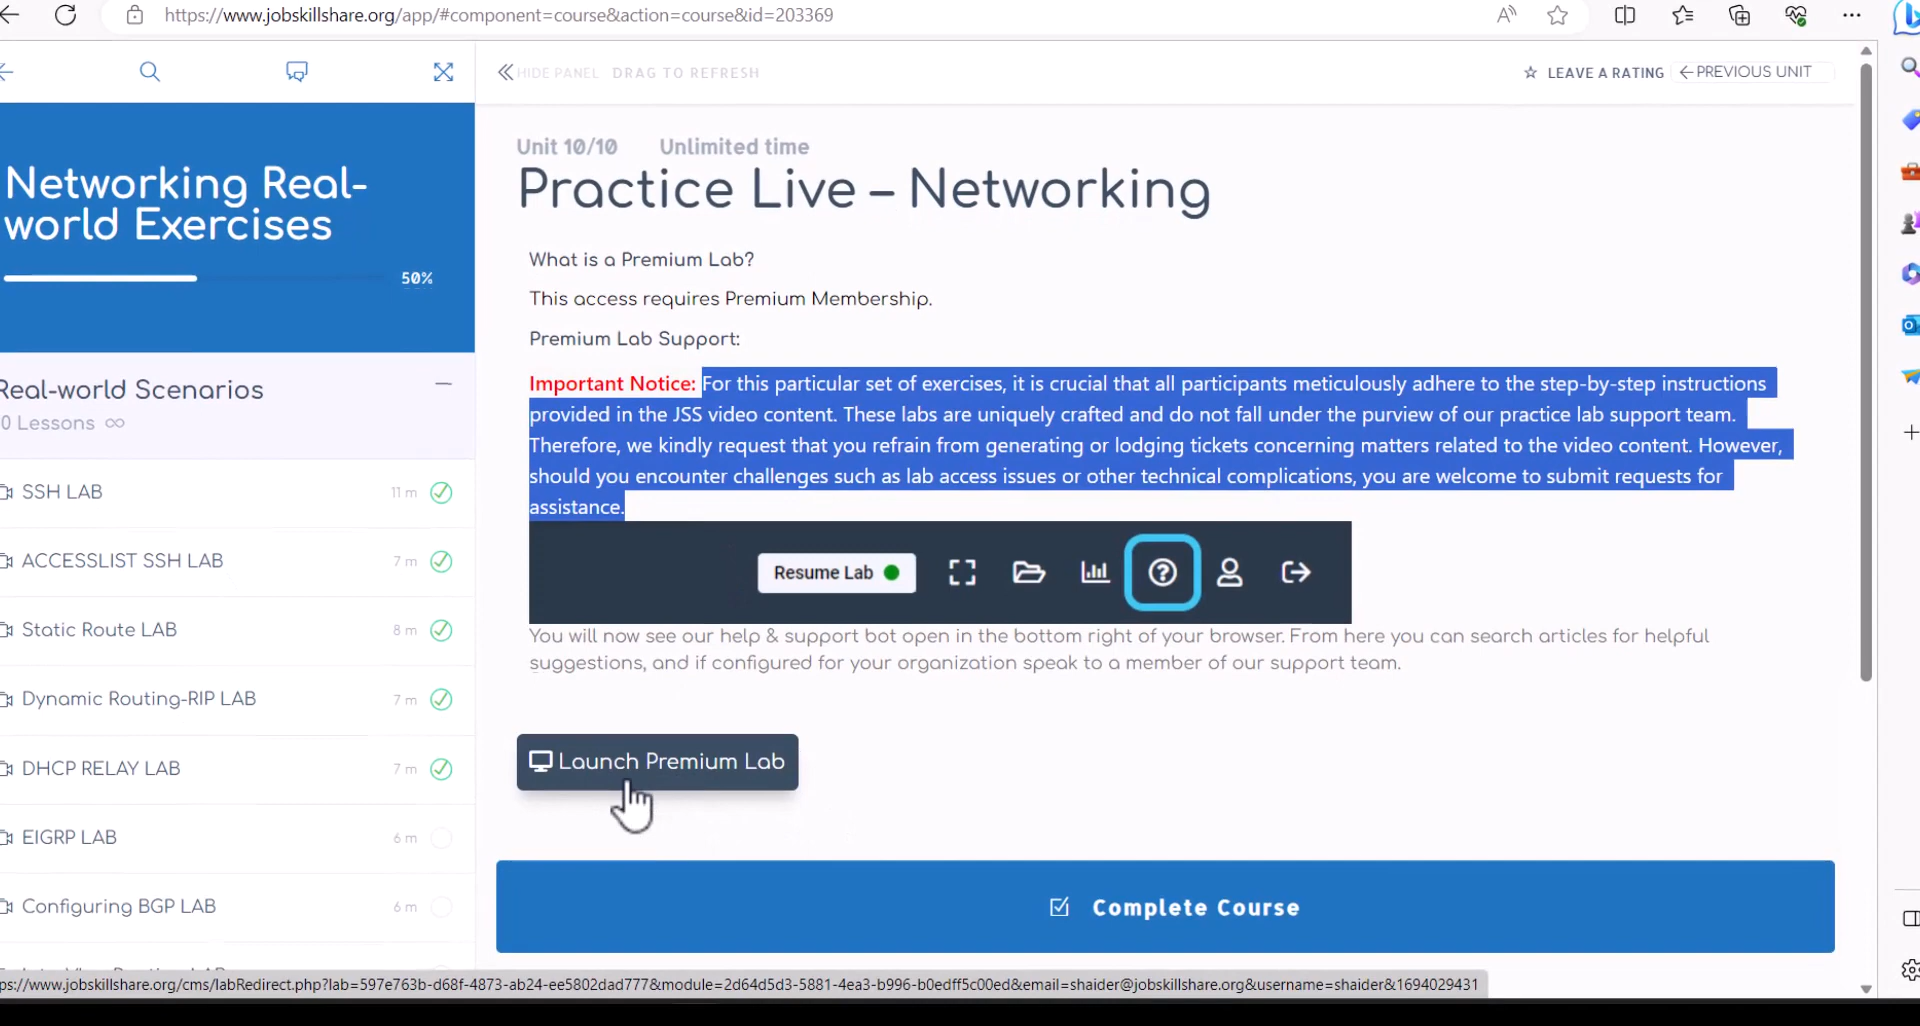 https://www.jobskillshare.org/app/#component=course&action=course&id=203369
HIDE PANEL DRAG TO REFRESH
LEAVE A RATING
PREVIOUS UNIT
Networking Real-
world Exercises
50%
Real-world Scenarios
0 Lessons
SSH LAB 11 m
ACCESSLIST SSH LAB 7 m
Static Route LAB 8 m
Dynamic Routing-RIP LAB 7 m
DHCP RELAY LAB 7 m
EIGRP LAB 6 m
Configuring BGP LAB 6 m
Unit 10/10 Unlimited time
Practice Live – Networking
What is a Premium Lab?
This access requires Premium Membership.
Premium Lab Support:
Important Notice: For this particular set of exercises, it is crucial that all participants meticulously adhere to the step-by-step instructions
provided in the JSS video content. These labs are uniquely crafted and do not fall under the purview of our practice lab support team.
Therefore, we kindly request that you refrain from generating or lodging tickets concerning matters related to the video content. However,
should you encounter challenges such as lab access issues or other technical complications, you are welcome to submit requests for
assistance.
Resume Lab
You will now see our help & support bot open in the bottom right of your browser. From here you can search articles for helpful
suggestions, and if configured for your organization speak to a member of our support team.
Launch Premium Lab
Complete Course
ps://www.jobskillshare.org/cms/labRedirect.php?lab=597e763b-d68f-4873-ab24-ee5802dad777&module=2d64d5d3-5881-4ea3-b996-b0edff5c00ed&email=shaider@jobskillshare.org&username=shaider&1694029431